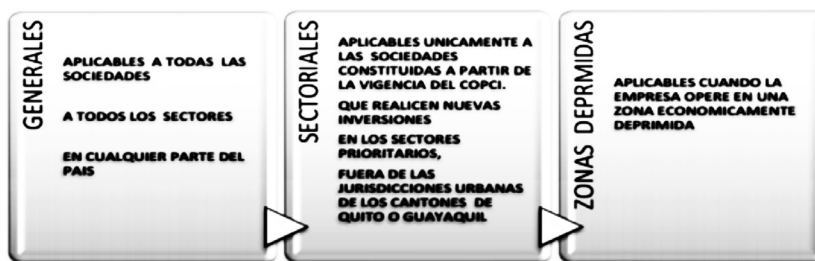 GENERALES
APLICABLES A TODAS LAS
SOCIEDADES
A TODOS LOS SECTORES
EN CUALQUIER PARTE DEL
PAIS
SECTORIALES
APLICABLES UNICAMENTE A
LAS SOCIEDADES
CONSTITUIDAS A PARTIR DE
LA VIGENCIA DEL COPCI.
QUE REALICEN NUEVAS
INVERSIONES
EN LOS SECTORES
PRIORITARIOS,
FUERA DE LAS
JURISDICCIONES URBANAS
DE LOS CANTONES DE
QUITO O GUAYAQUIL
ZONAS DEPRMIDAS
APLICABLES CUANDO LA
EMPRESA OPERE EN UNA
ZONA ECONOMICAMENTE
DEPRIMIDA